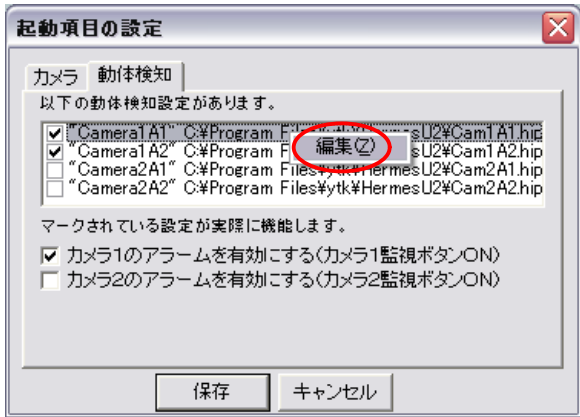 起動項目の設定
カメラ 動体検知
以下の動体検知設定があります。
"Camera1A1" C:¥Program Files¥ytk¥HermesU2¥Cam1A1.hip
"Camera1A2" C:¥Program F sU2¥Cam1A2.hip
編集(Z)
"Camera2A1" C:¥Program Files¥ytk¥HermesU2¥Cam2A1.hip
"Camera2A2" C:¥Program Files¥ytk¥HermesU2¥Cam2A2.hip
マークされている設定が実際に機能します。
カメラ1のアラームを有効にする(カメラ1監視ボタンON)
カメラ2のアラームを有効にする(カメラ2監視ボタンON)
保存 キャンセル